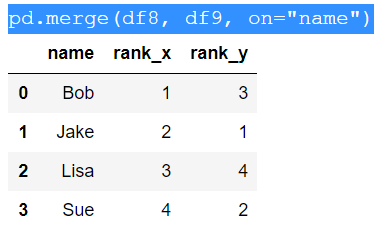 pd.merge(df8, df9, on="name")
name rank_x rank_y
0 Bob 1 3
1 Jake 2 1
2 Lisa 3 4
3 Sue 4 2